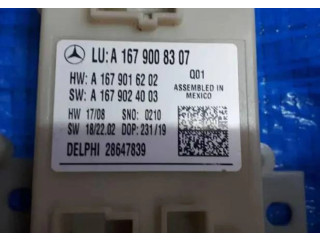 LU: A 167 900 83 07
HW: A 167 901 62 02
Q01
SW: A 167 902 40 03
ASSEMBLED IN
MEXICO
HW 17/08 SNO: 0210
SW 18/22.02 DOP: 231/19
DELPHI 28647839